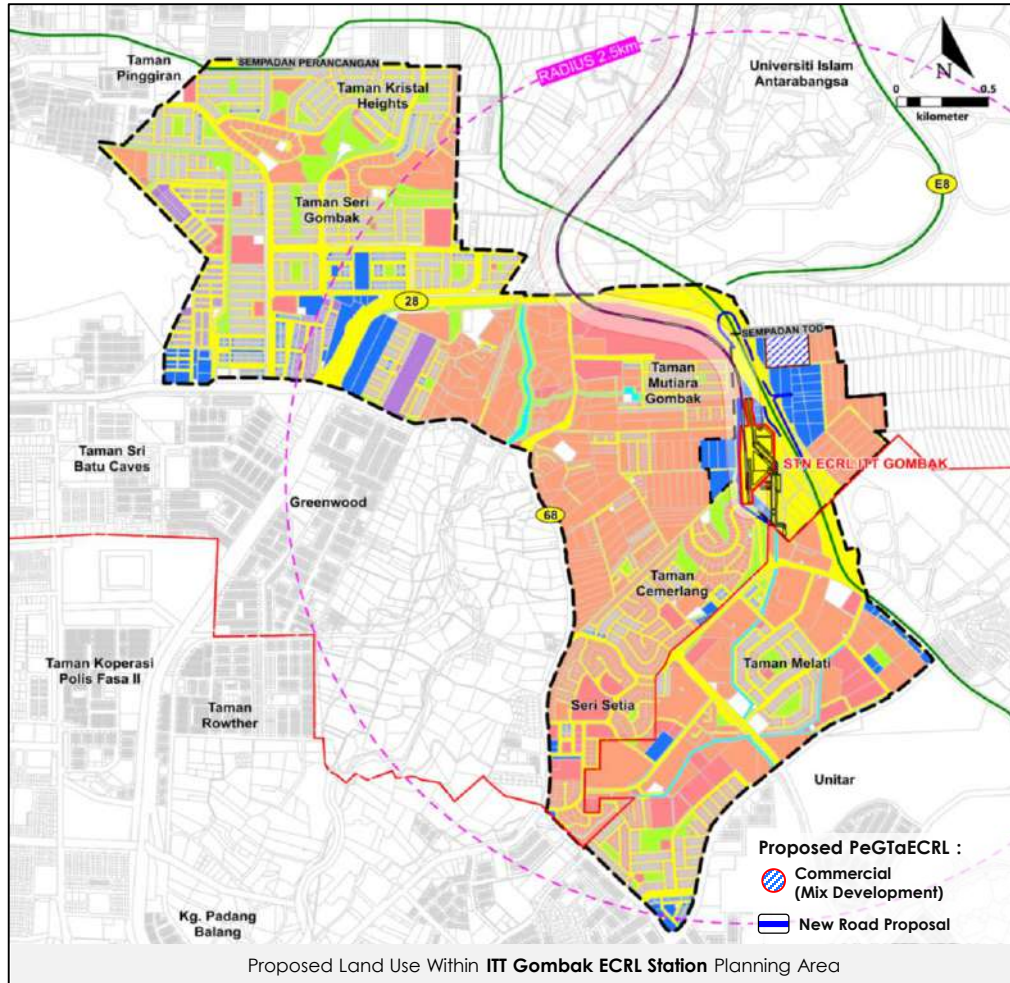 Taman
Pinggiran
SEMPADAN PERANCANGAN
Taman Kristal
Heights
RADIUS 2.5km
Universiti Islam
Antarabangsa
N
0
0.5
kilometer
E8
Taman Seri
Gombak
28
SEMPADAN TOD
Taman
Mutiara
Gombak
Taman Sri
Batu Caves
Greenwood
STN ECRL ITT GOMBAK
68
Taman
Cemerlang
Taman Koperasi
Polis Fasa II
Taman
Rowther
Seri Setia
Taman Melati
Unitar
Kg. Padang
Balang
Proposed PeGTaECRL :
Commercial
(Mix Development)
New Road Proposal
Proposed Land Use Within ITT Gombak ECRL Station Planning Area